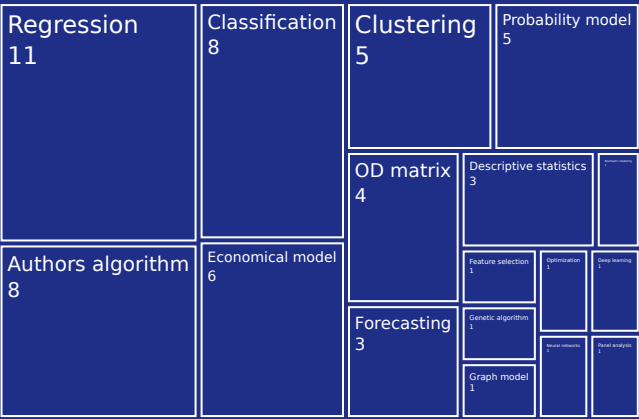 Regression
11
Classification
8
Clustering
5
Probability model
5
OD matrix
4
Descriptive statistics
3
Authors algorithm
8
Economical model
6
Feature selection
1
Optimization
1
Deep learning
1
Forecasting
3
Genetic algorithm
1
Neural networks
1
Panel analysis
1
Graph model
1